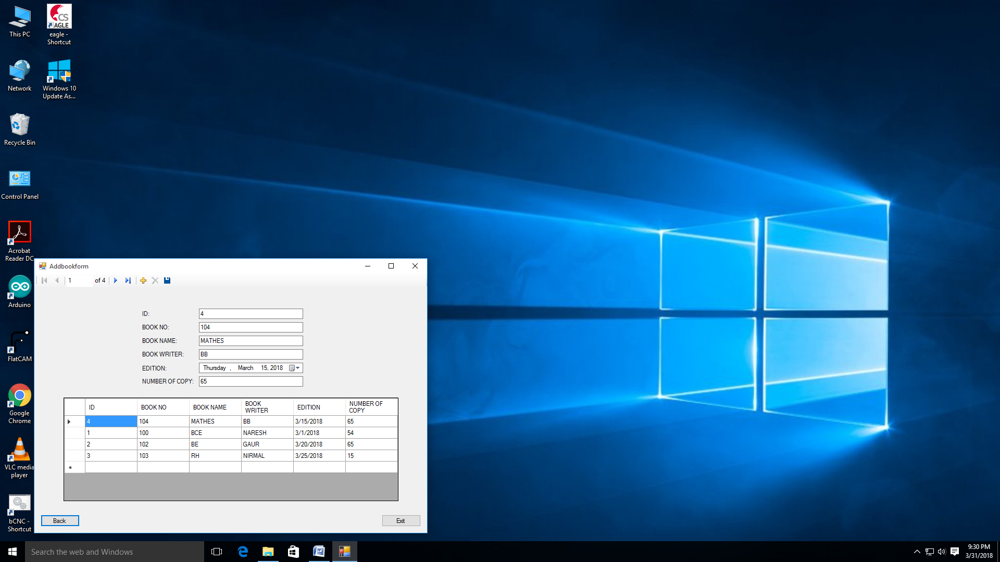 This PC
CS
AGLE
eagle -
Shortcut
Network
Windows 10
Update As...
Recycle Bin
Control Panel
Acrobat
Reader DC
Arduino
FlatCAM
Google
Chrome
VLC media
player
bCNC -
Shortcut
Addbookform
1 of 4
ID: 4
BOOK NO: 104
BOOK NAME: MATHES
BOOK WRITER: BB
EDITION: Thursday , March 15, 2018
NUMBER OF COPY: 65
ID BOOK NO BOOK NAME BOOK WRITER EDITION NUMBER OF COPY
4 104 MATHES BB 3/15/2018 65
1 100 BCE NARESH 3/1/2018 54
2 102 BE GAUR 3/20/2018 65
3 103 RH NIRMAL 3/25/2018 15
*
Back Exit
Search the web and Windows
9:30 PM
3/31/2018